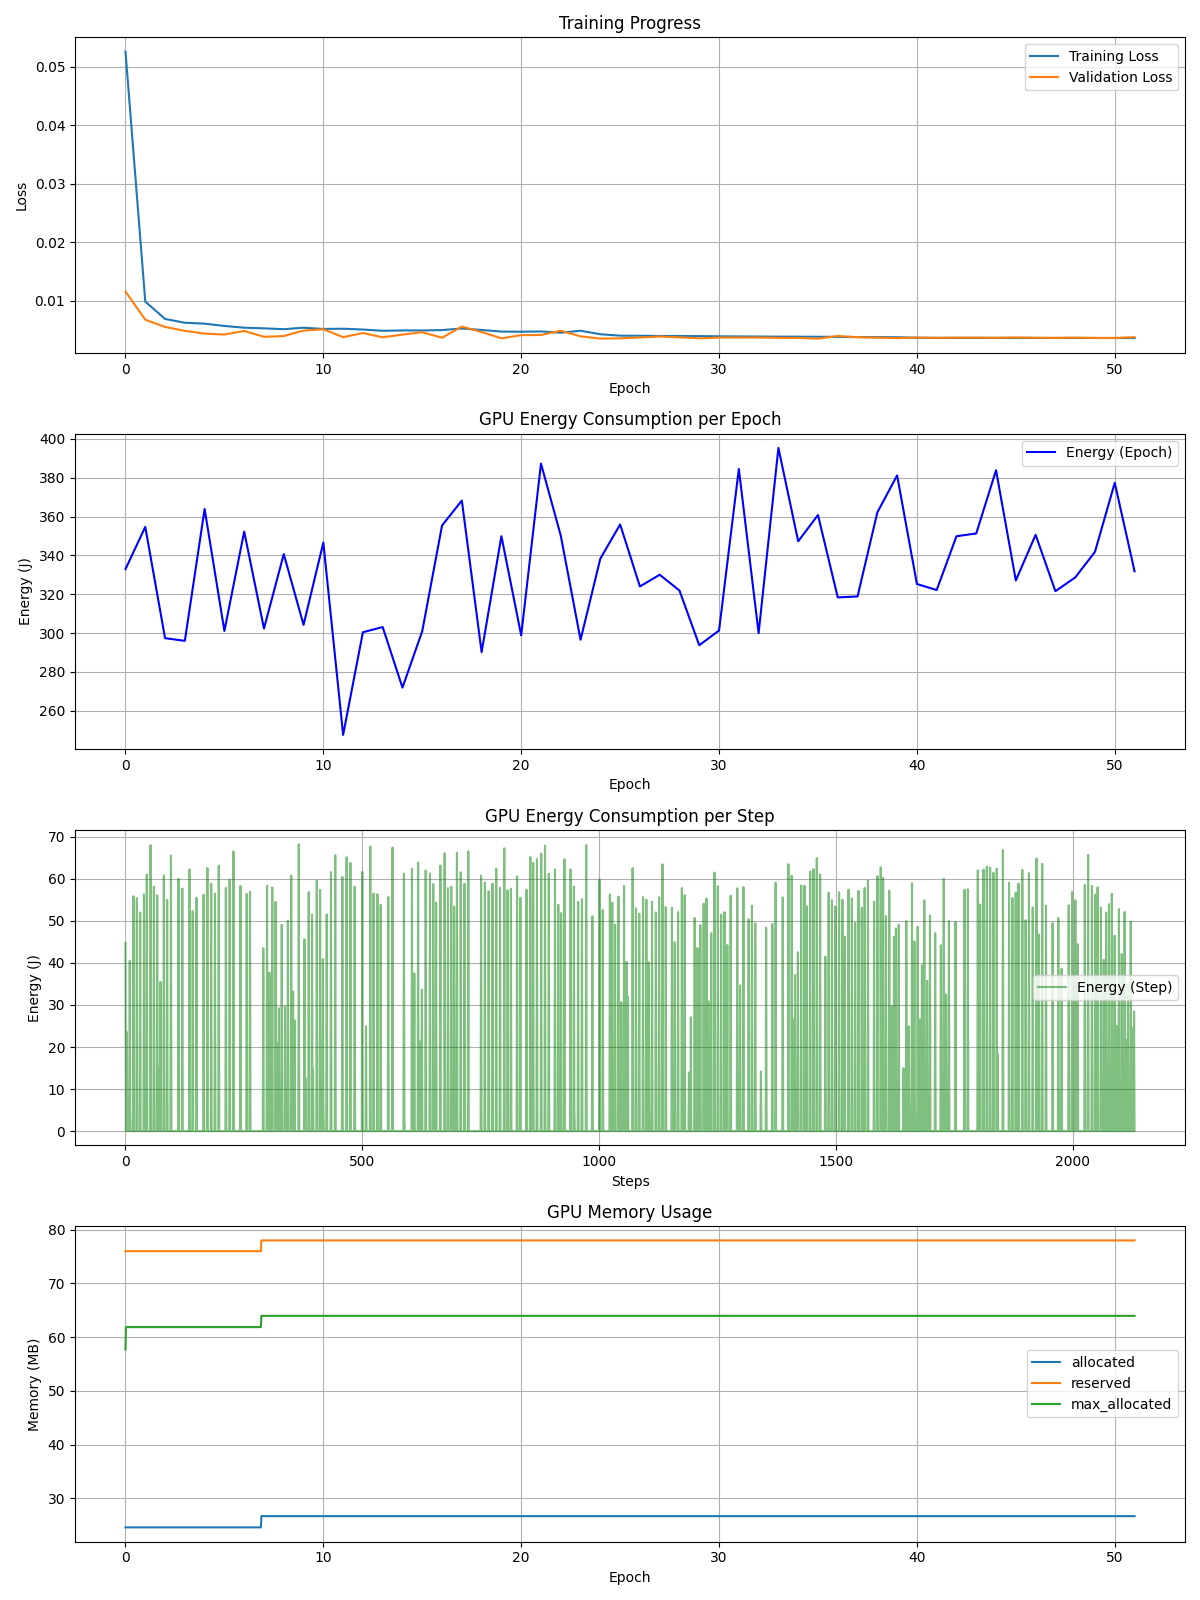 Training Progress
0.05
0.04
0.03
0.02
0.01
Loss
Training Loss
Validation Loss
0 10 20 30 40 50
Epoch
GPU Energy Consumption per Epoch
400
380
360
340
320
300
280
260
Energy (J)
Energy (Epoch)
0 10 20 30 40 50
Epoch
GPU Energy Consumption per Step
70
60
50
40
30
20
10
0
Energy (J)
Energy (Step)
0 500 1000 1500 2000
Steps
GPU Memory Usage
80
70
60
50
40
30
Memory (MB)
allocated
reserved
max_allocated
0 10 20 30 40 50
Epoch